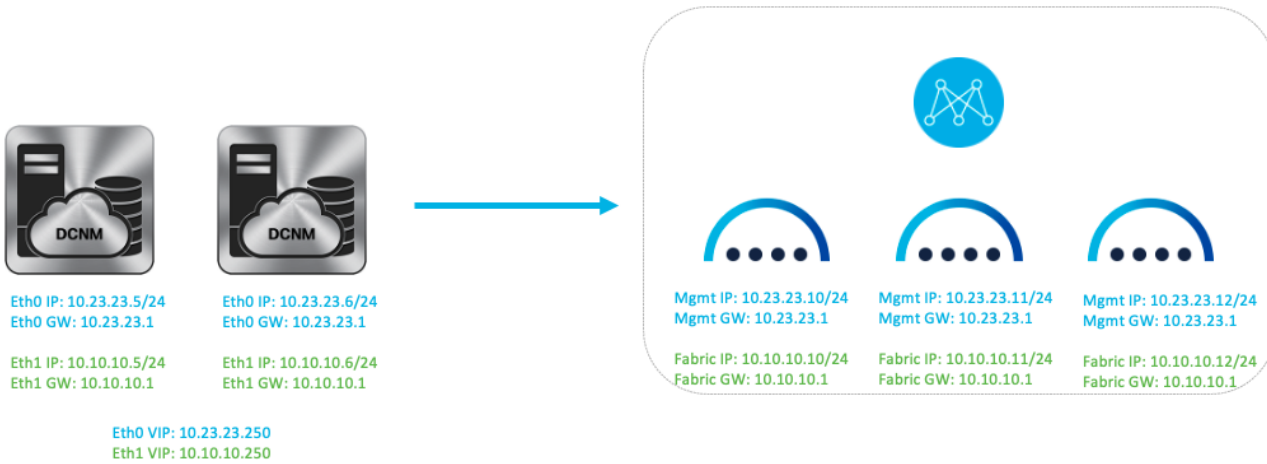 DCNM
DCNM
Eth0 IP: 10.23.23.5/24
Eth0 GW: 10.23.23.1
Eth1 IP: 10.10.10.5/24
Eth1 GW: 10.10.10.1
Eth0 IP: 10.23.23.6/24
Eth0 GW: 10.23.23.1
Eth1 IP: 10.10.10.6/24
Eth1 GW: 10.10.10.1
Eth0 VIP: 10.23.23.250
Eth1 VIP: 10.10.10.250
Mgmt IP: 10.23.23.10/24
Mgmt GW: 10.23.23.1
Fabric IP: 10.10.10.10/24
Fabric GW: 10.10.10.1
Mgmt IP: 10.23.23.11/24
Mgmt GW: 10.23.23.1
Fabric IP: 10.10.10.11/24
Fabric GW: 10.10.10.1
Mgmt IP: 10.23.23.12/24
Mgmt GW: 10.23.23.1
Fabric IP: 10.10.10.12/24
Fabric GW: 10.10.10.1